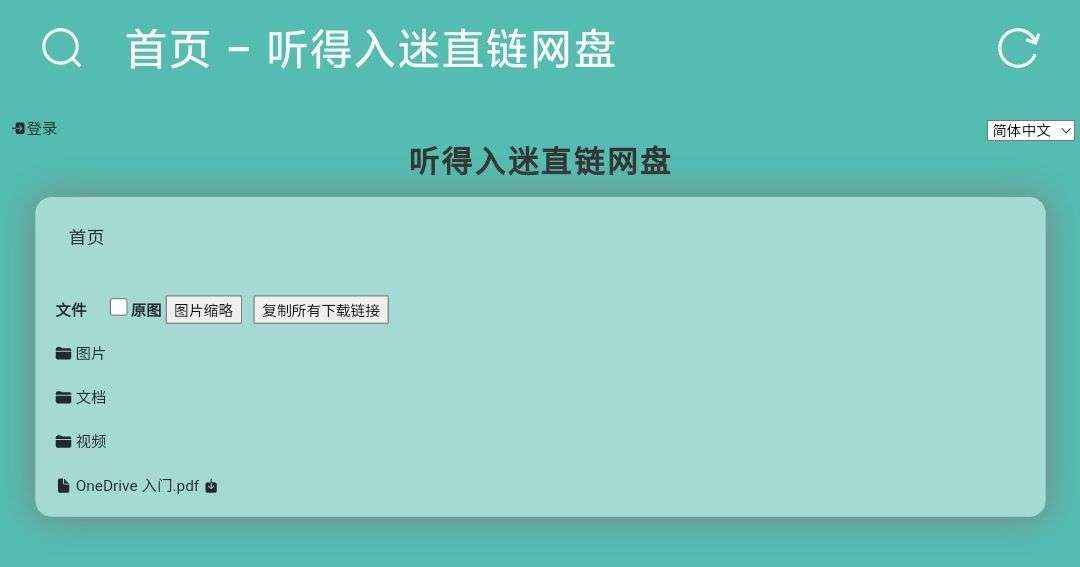 首页 – 听得入迷直链网盘
登录
简体中文
听得入迷直链网盘
首页
文件 原图 图片缩略 复制所有下载链接
图片
文档
视频
OneDrive 入门.pdf